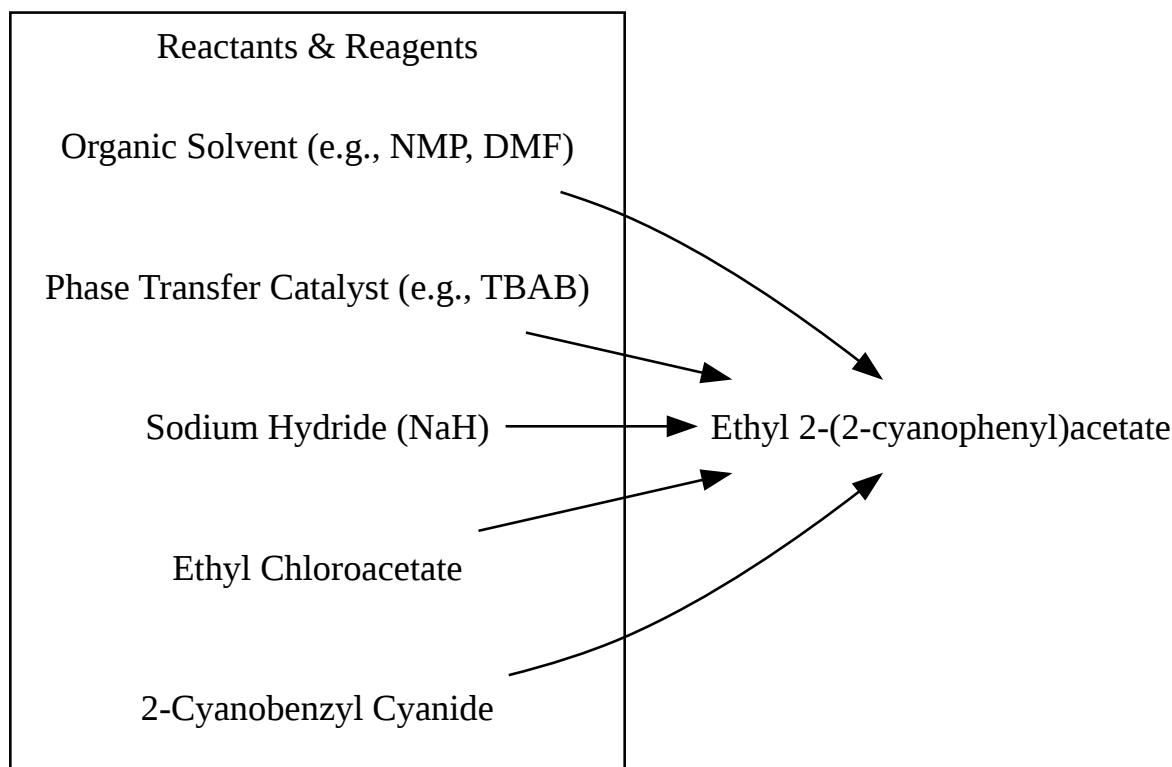 Reactants & Reagents
Organic Solvent (e.g., NMP, DMF)
Phase Transfer Catalyst (e.g., TBAB)
Sodium Hydride (NaH)
Ethyl 2-(2-cyanophenyl)acetate
Ethyl Chloroacetate
2-Cyanobenzyl Cyanide